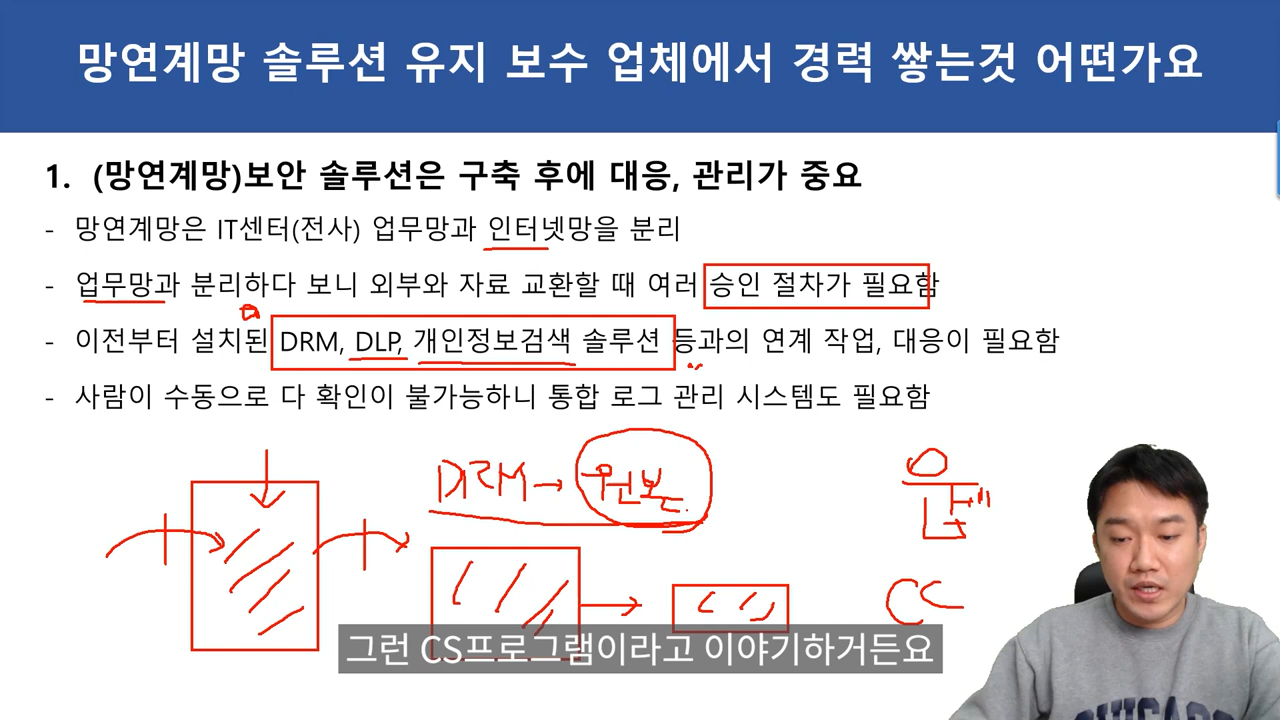 망연계망 솔루션 유지 보수 업체에서 경력 쌓는것 어떤가요
1. (망연계망)보안 솔루션은 구축 후에 대응, 관리가 중요
- 망연계망은 IT센터(전사) 업무망과 인터넷망을 분리
- 업무망과 분리하다 보니 외부와 자료 교환할 때 여러 승인 절차가 필요함
- 이전부터 설치된 DRM, DLP, 개인정보검색 솔루션 등과의 연계 작업, 대응이 필요함
- 사람이 수동으로 다 확인이 불가능하니 통합 로그 관리 시스템도 필요함
DRM → 원본
그런 CS프로그램이라고 이야기하거든요